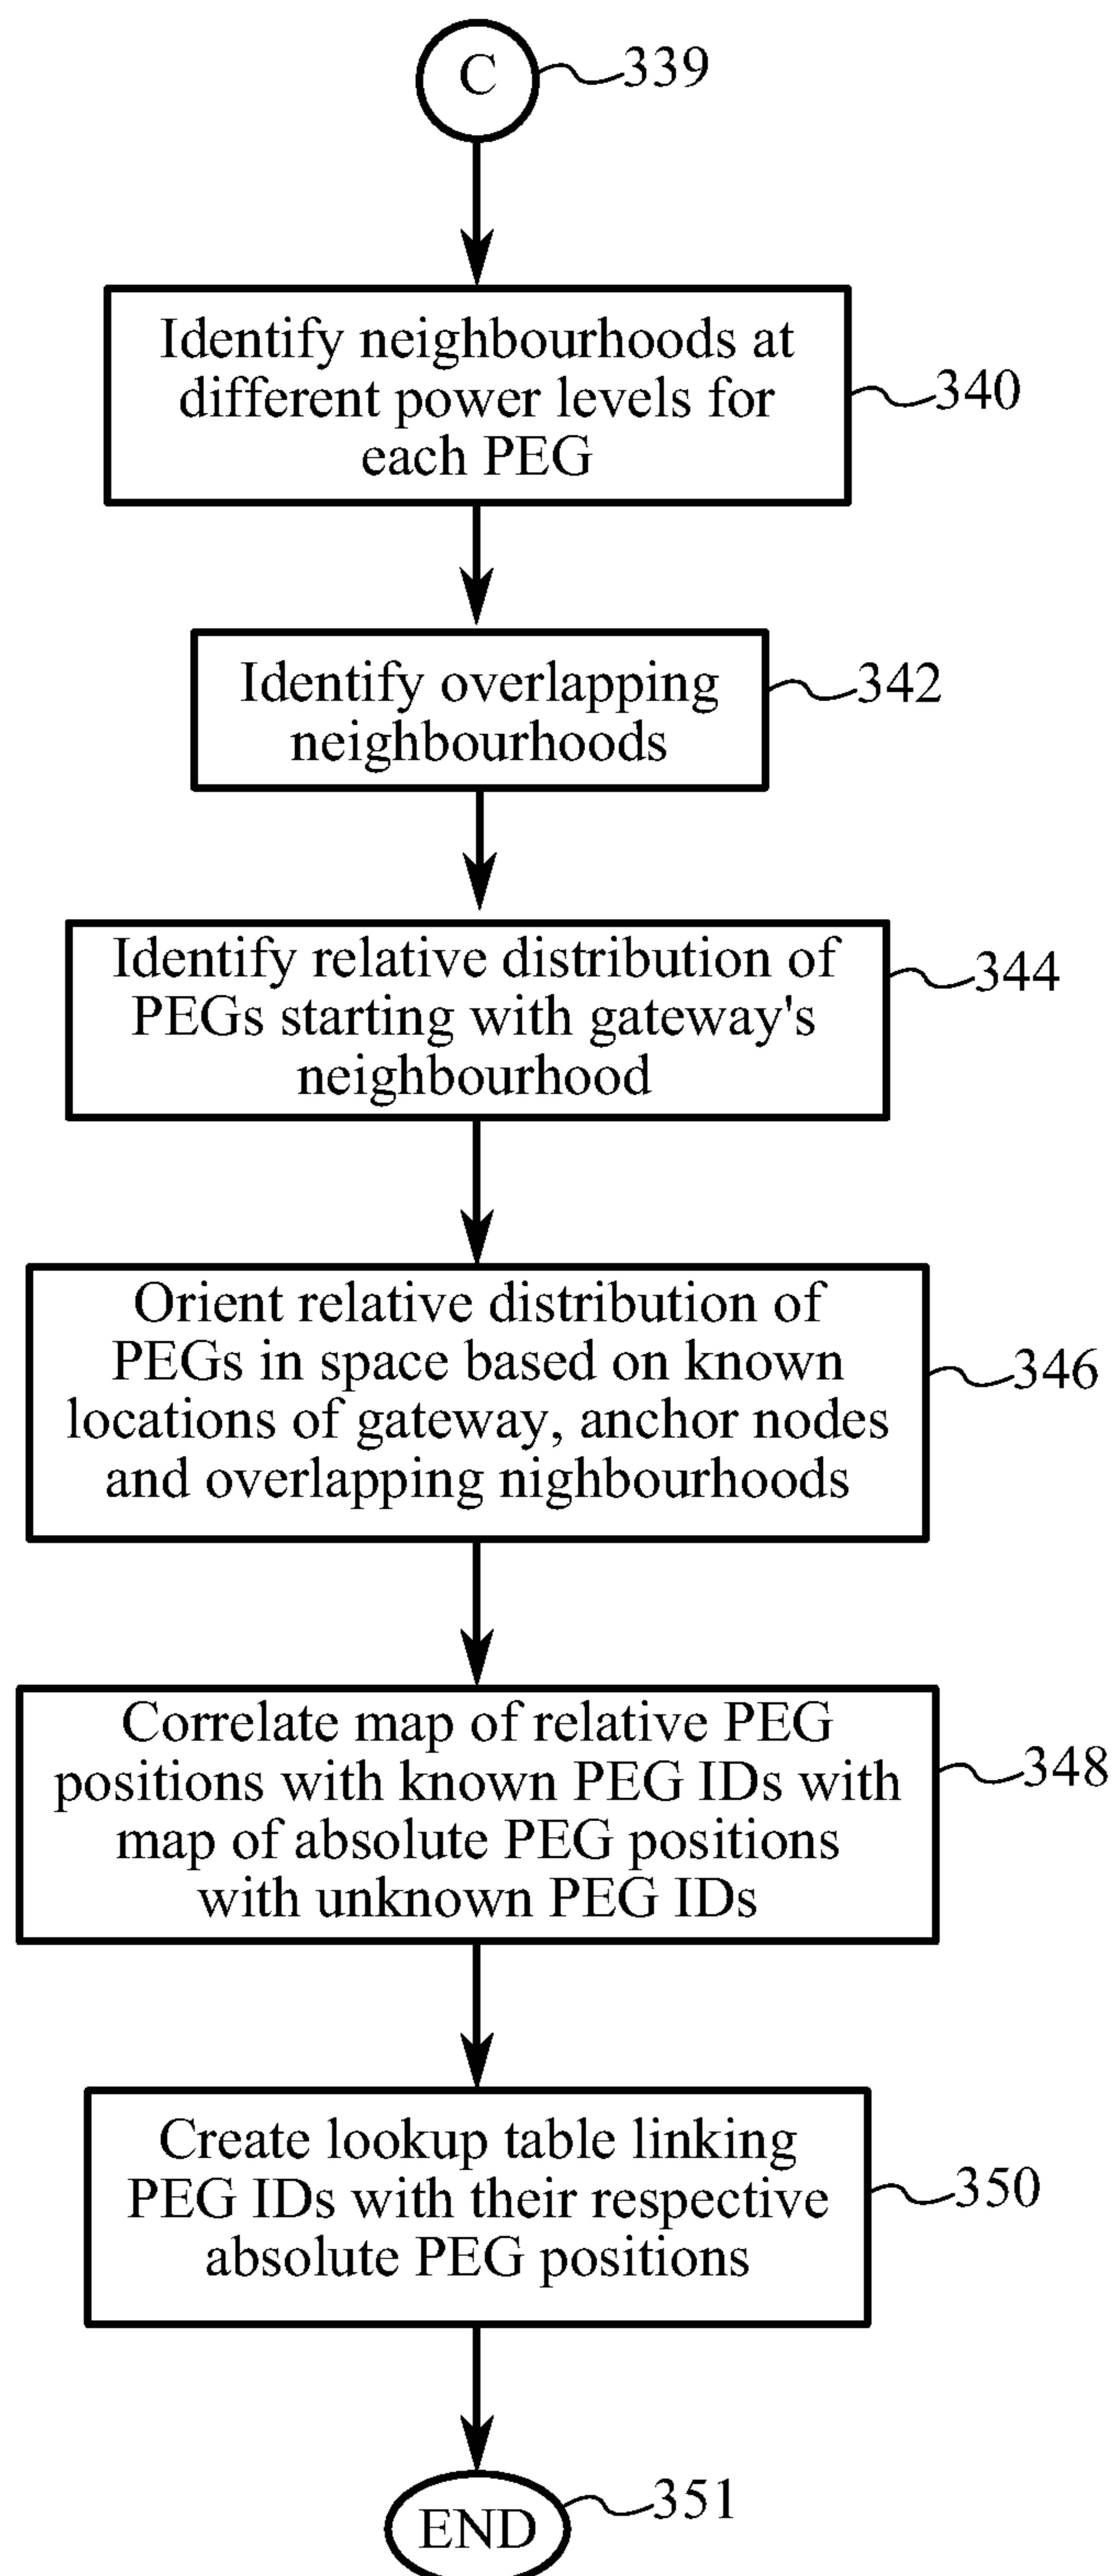 C
339
Identify neighbourhoods at
different power levels for
each PEG
340
Identify overlapping
neighbourhoods
342
Identify relative distribution of
PEGs starting with gateway's
neighbourhood
344
Orient relative distribution of
PEGs in space based on known
locations of gateway, anchor nodes
and overlapping nighbourhoods
346
Correlate map of relative PEG
positions with known PEG IDs with
map of absolute PEG positions
with unknown PEG IDs
348
Create lookup table linking
PEG IDs with their respective
absolute PEG positions
350
END
351